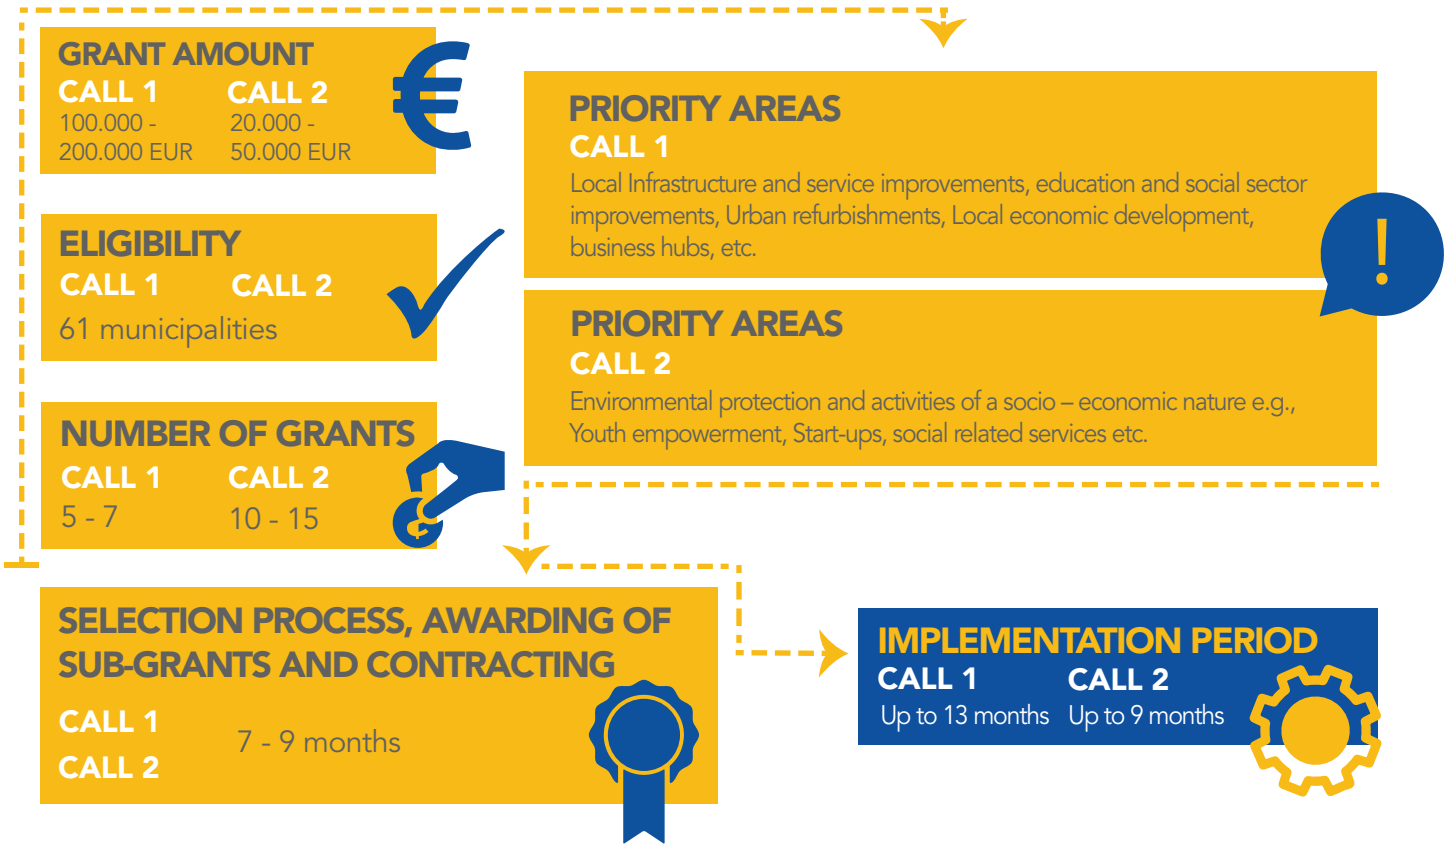 GRANT AMOUNT
CALL 1 CALL 2
100.000 - 20.000 -
200.000 EUR 50.000 EUR
ELIGIBILITY
CALL 1 CALL 2
61 municipalities
NUMBER OF GRANTS
CALL 1 CALL 2
5 - 7 10 - 15
PRIORITY AREAS
CALL 1
Local Infrastructure and service improvements, education and social sector
improvements, Urban refurbishments, Local economic development,
business hubs, etc.
PRIORITY AREAS
CALL 2
Environmental protection and activities of a socio – economic nature e.g.,
Youth empowerment, Start-ups, social related services etc.
SELECTION PROCESS, AWARDING OF
SUB-GRANTS AND CONTRACTING
CALL 1
7 - 9 months
CALL 2
IMPLEMENTATION PERIOD
CALL 1 CALL 2
Up to 13 months Up to 9 months